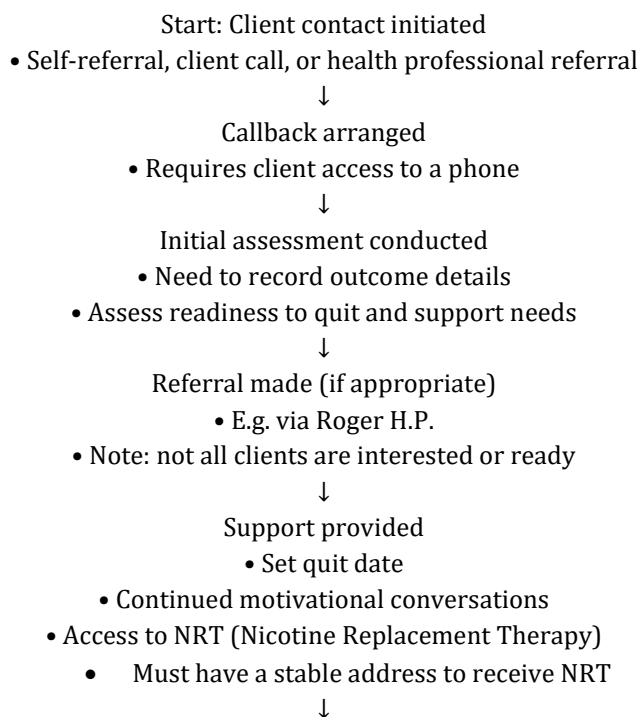 Start: Client contact initiated
• Self-referral, client call, or health professional referral
↓
Callback arranged
• Requires client access to a phone
↓
Initial assessment conducted
• Need to record outcome details
• Assess readiness to quit and support needs
↓
Referral made (if appropriate)
• E.g. via Roger H.P.
• Note: not all clients are interested or ready
↓
Support provided
• Set quit date
• Continued motivational conversations
• Access to NRT (Nicotine Replacement Therapy)
• Must have a stable address to receive NRT
↓